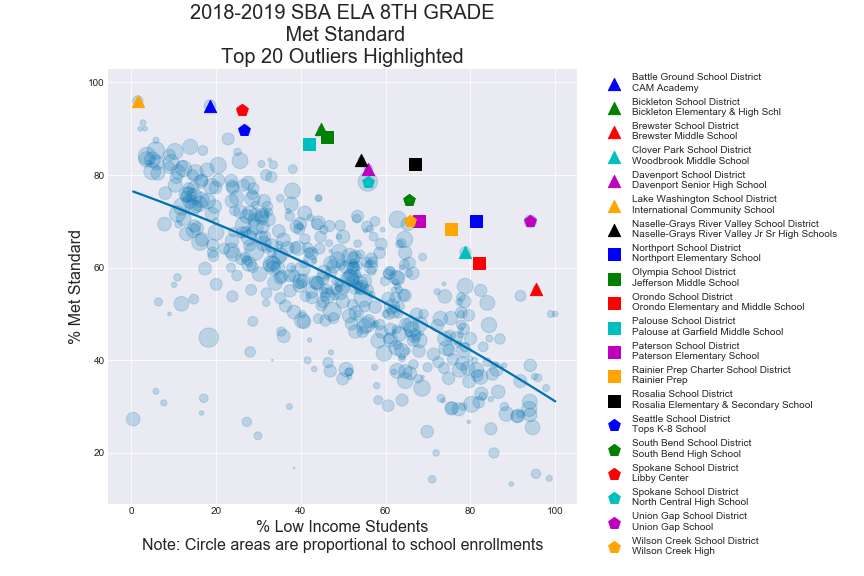 2018-2019 SBA ELA 8TH GRADE
Met Standard
Top 20 Outliers Highlighted
% Met Standard
100
80
60
40
20
0
20
40
60
80
100
% Low Income Students
Note: Circle areas are proportional to school enrollments
Battle Ground School District
CAM Academy
Bickleton School District
Bickleton Elementary & High Schl
Brewster School District
Brewster Middle School
Clover Park School District
Woodbrook Middle School
Davenport School District
Davenport Senior High School
Lake Washington School District
International Community School
Naselle-Grays River Valley School District
Naselle-Grays River Valley Jr Sr High Schools
Northport School District
Northport Elementary School
Olympia School District
Jefferson Middle School
Orondo School District
Orondo Elementary and Middle School
Palouse School District
Palouse at Garfield Middle School
Paterson School District
Paterson Elementary School
Rainier Prep Charter School District
Rainier Prep
Rosalia School District
Rosalia Elementary & Secondary School
Seattle School District
Tops K-8 School
South Bend School District
South Bend High School
Spokane School District
Libby Center
Spokane School District
North Central High School
Union Gap School District
Union Gap School
Wilson Creek School District
Wilson Creek High